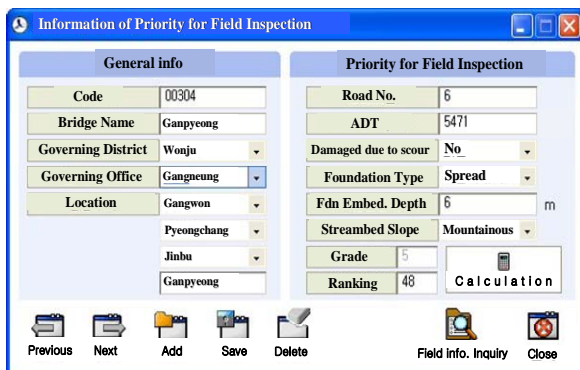 Information of Priority for Field Inspection
General info
Code 00304
Bridge Name Ganpyeong
Governing District Wonju
Governing Office Gangneung
Location Gangwon
Pyeongchang
Jinbu
Ganpyeong
Priority for Field Inspection
Road No. 6
ADT 5471
Damaged due to scour No
Foundation Type Spread
Fdn Embed. Depth 6 m
Streambed Slope Mountainous
Grade 5
Ranking 48
Calculation
Previous Next Add Save Delete Field info. Inquiry Close